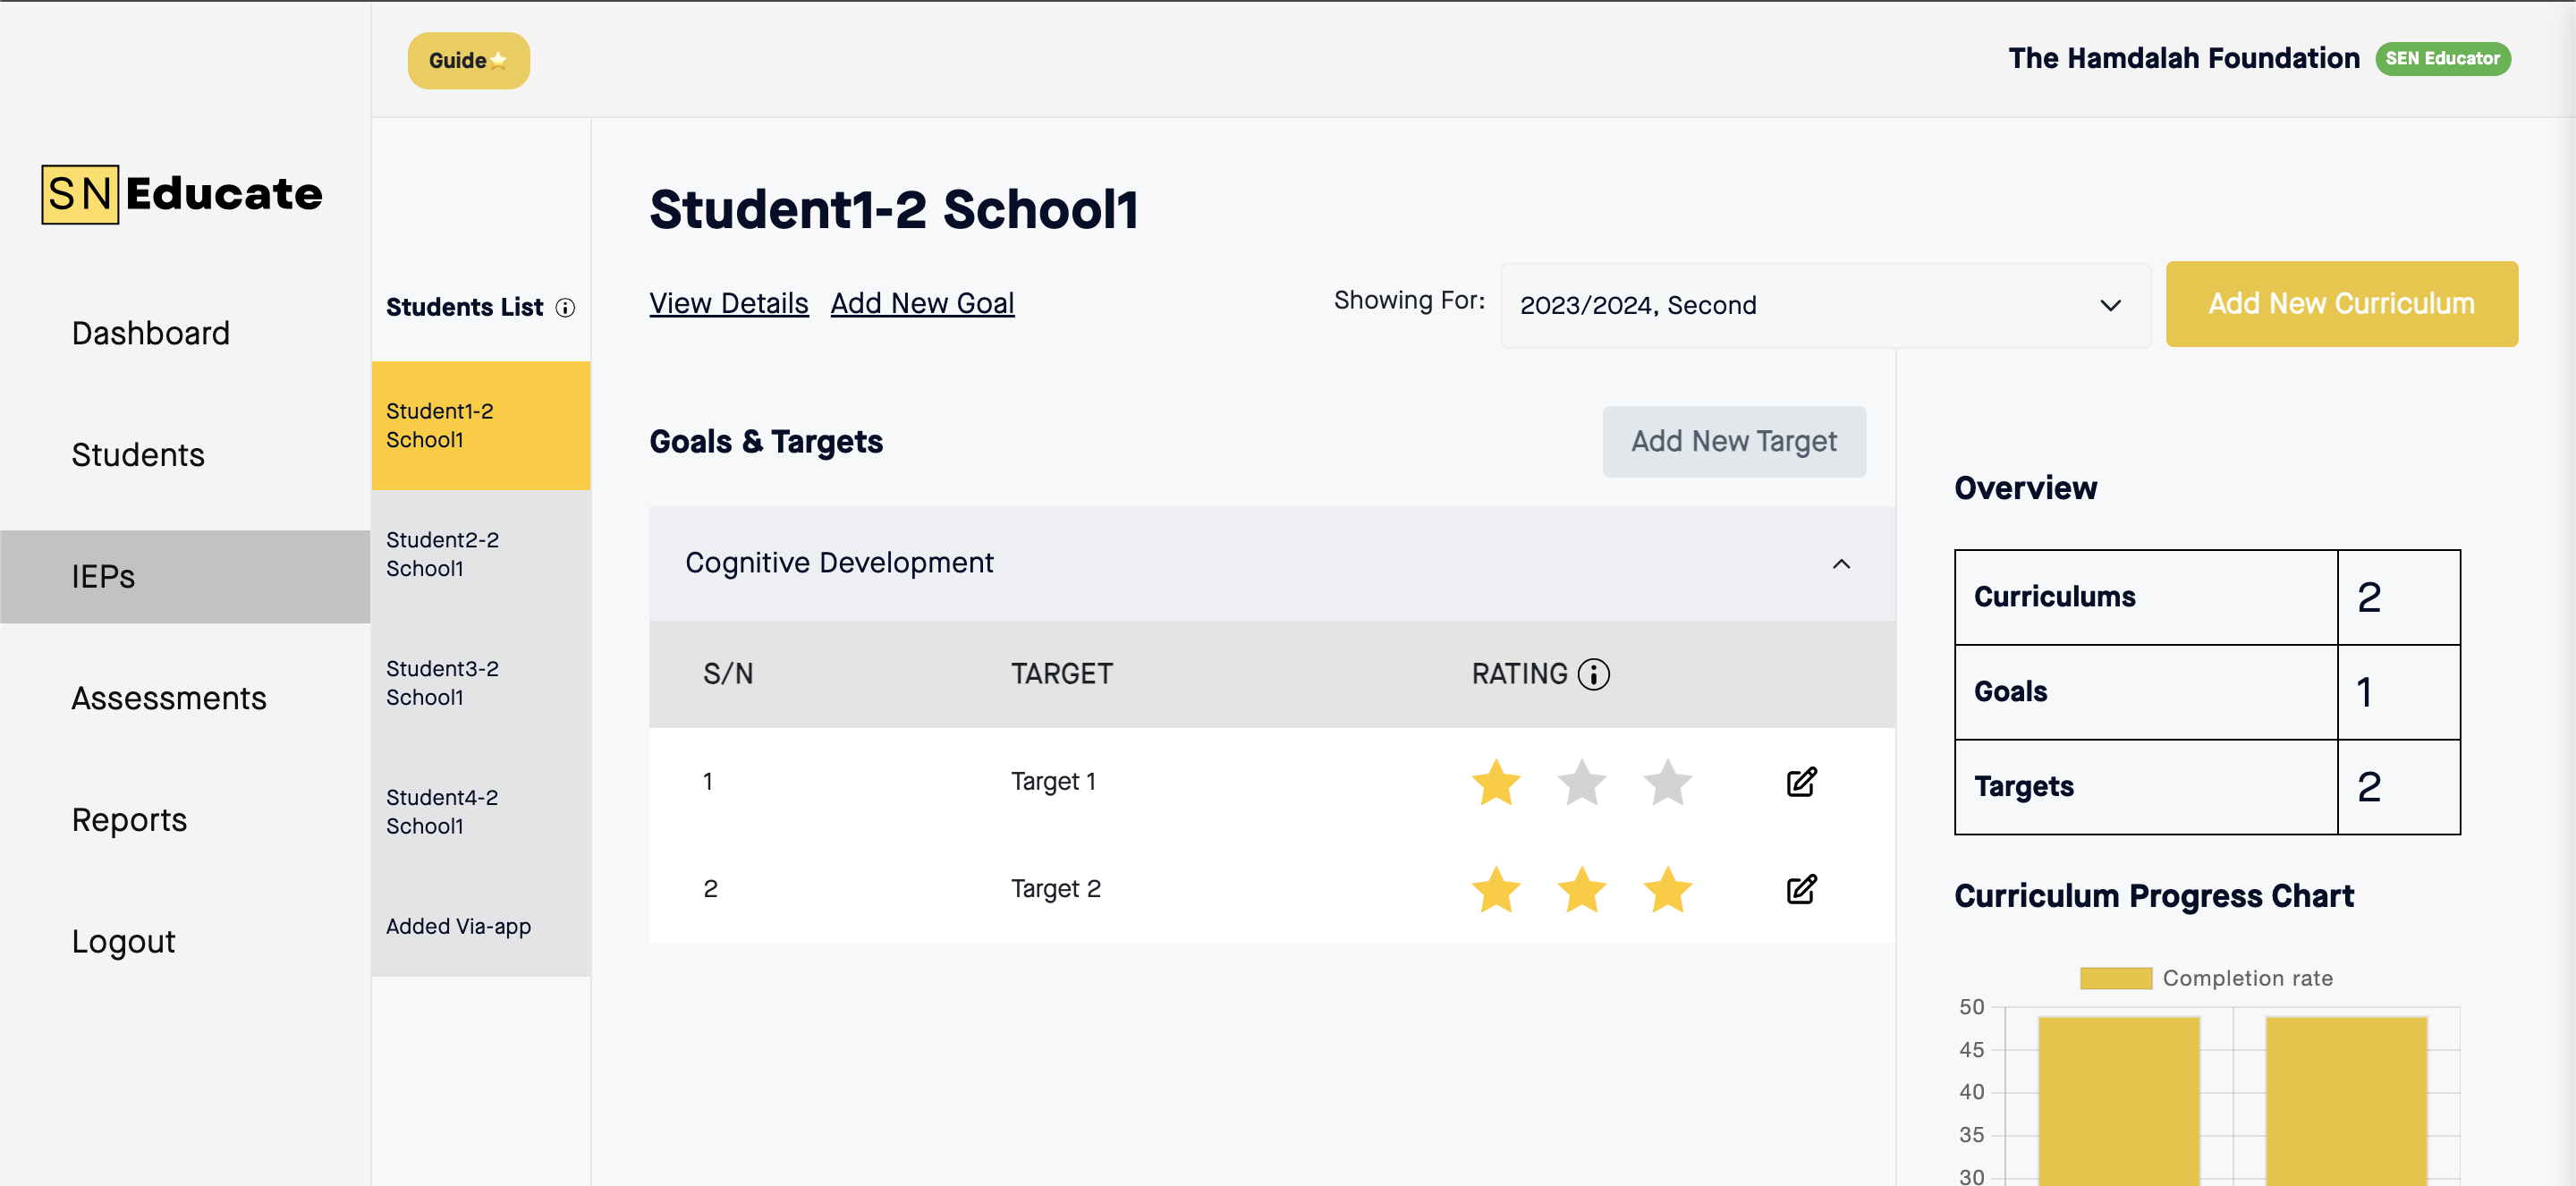 Guide
The Hamdalah Foundation SEN Educator
SN Educate
Dashboard
Students
IEPs
Assessments
Reports
Logout
Students List
Student1-2
School1
Student2-2
School1
Student3-2
School1
Student4-2
School1
Added Via-app
Student1-2 School1
View Details Add New Goal
Showing For: 2023/2024, Second
Add New Curriculum
Goals & Targets
Add New Target
Cognitive Development
S/N TARGET RATING
1 Target 1
2 Target 2
Overview
Curriculums 2
Goals 1
Targets 2
Curriculum Progress Chart
Completion rate
50
45
40
35
30